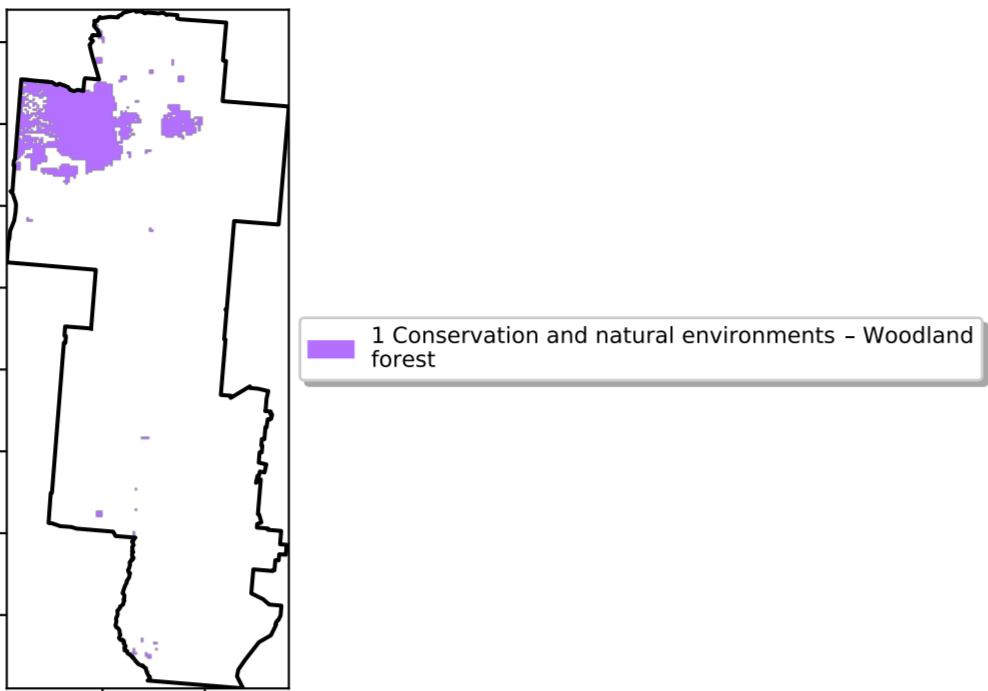 1 Conservation and natural environments – Woodland
forest